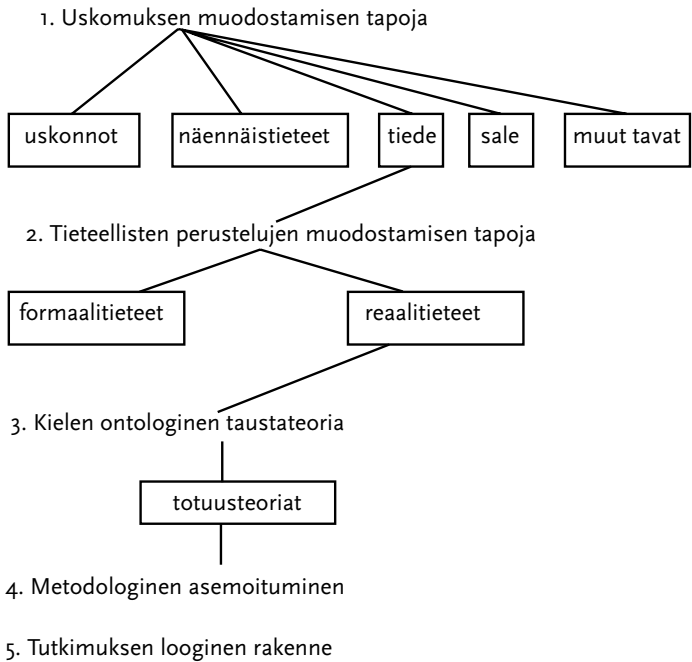 1. Uskomuksen muodostamisen tapoja
uskonnot näennäistieteet tiede sale muut tavat
2. Tieteellisten perustelujen muodostamisen tapoja
formaalitieteet reaalitieteet
3. Kielen ontologinen taustateoria
totuusteoriat
4. Metodologinen asemoituminen
5. Tutkimuksen looginen rakenne